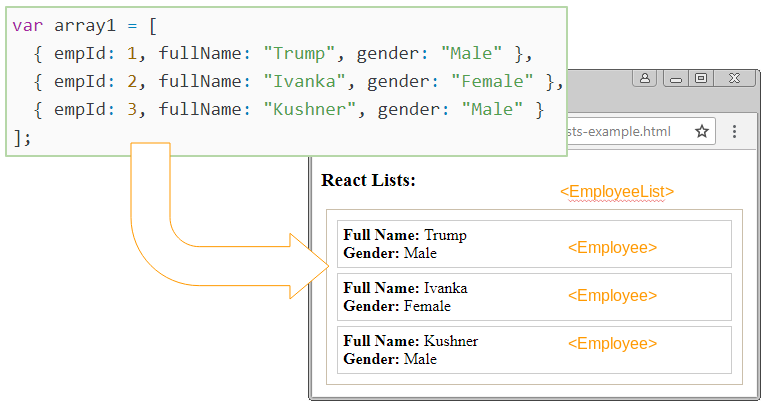 var array1 = [
{ empId: 1, fullName: "Trump", gender: "Male" },
{ empId: 2, fullName: "Ivanka", gender: "Female" },
{ empId: 3, fullName: "Kushner", gender: "Male" }
];
sts-example.html
React Lists:
<EmployeeList>
Full Name: Trump
Gender: Male
<Employee>
Full Name: Ivanka
Gender: Female
<Employee>
Full Name: Kushner
Gender: Male
<Employee>